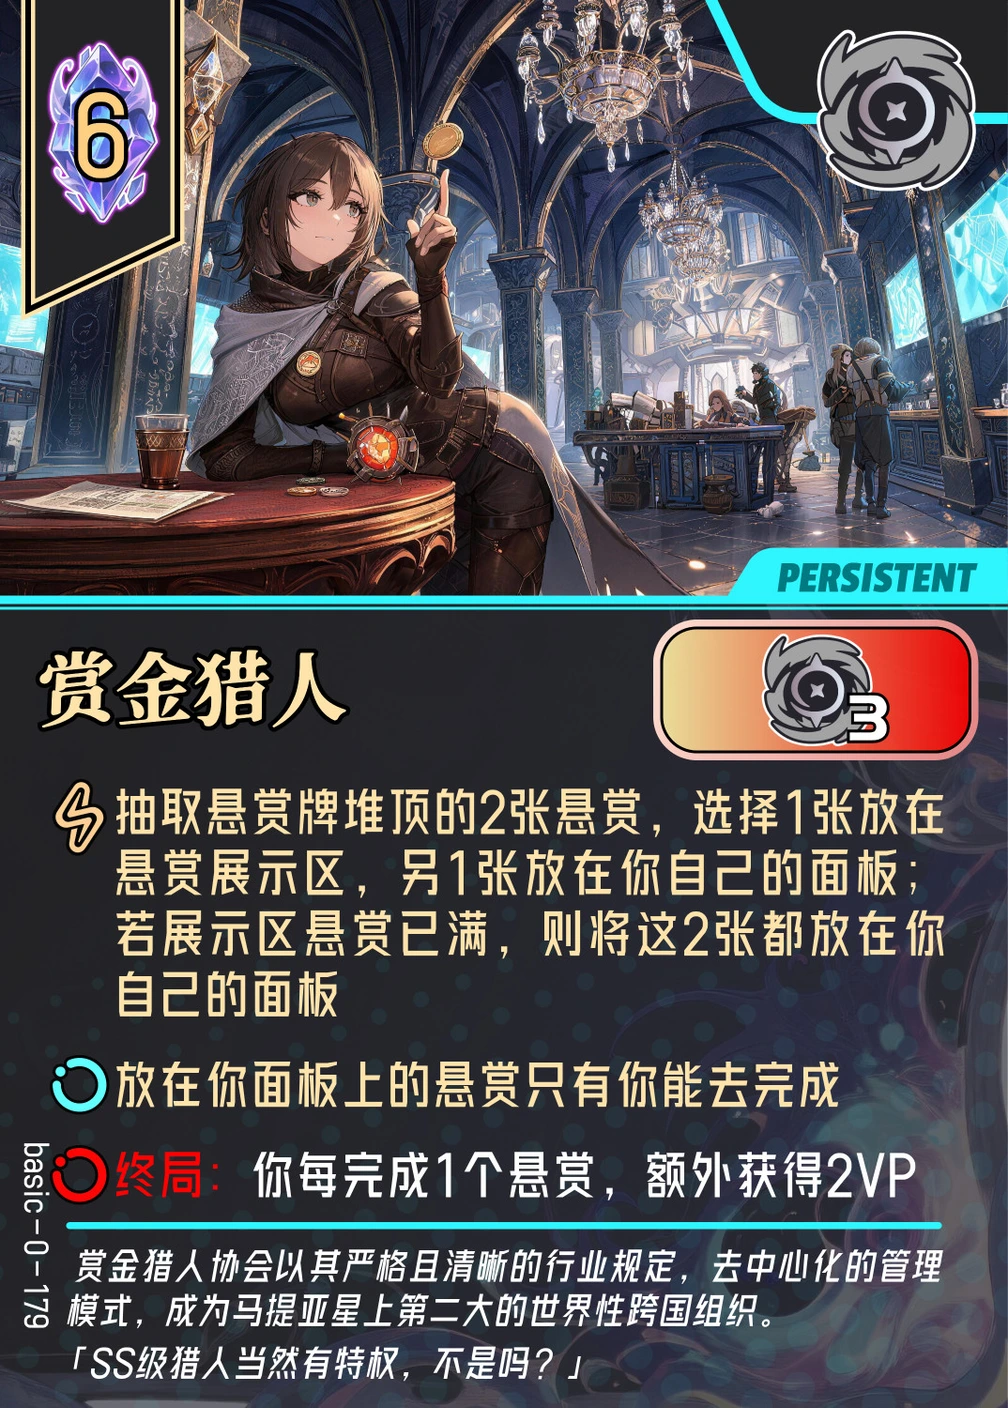 6
PERSISTENT
赏金猎人
3
抽取悬赏牌堆顶的2张悬赏，选择1张放在
悬赏展示区，另1张放在你自己的面板；
若展示区悬赏已满，则将这2张都放在你
自己的面板
放在你面板上的悬赏只有你能去完成
终局：你每完成1个悬赏，额外获得2VP
basic-0-179
赏金猎人协会以其严格且清晰的行业规定，去中心化的管理
模式，成为马提亚星上第二大的世界性跨国组织。
「SS级猎人当然有特权，不是吗？」